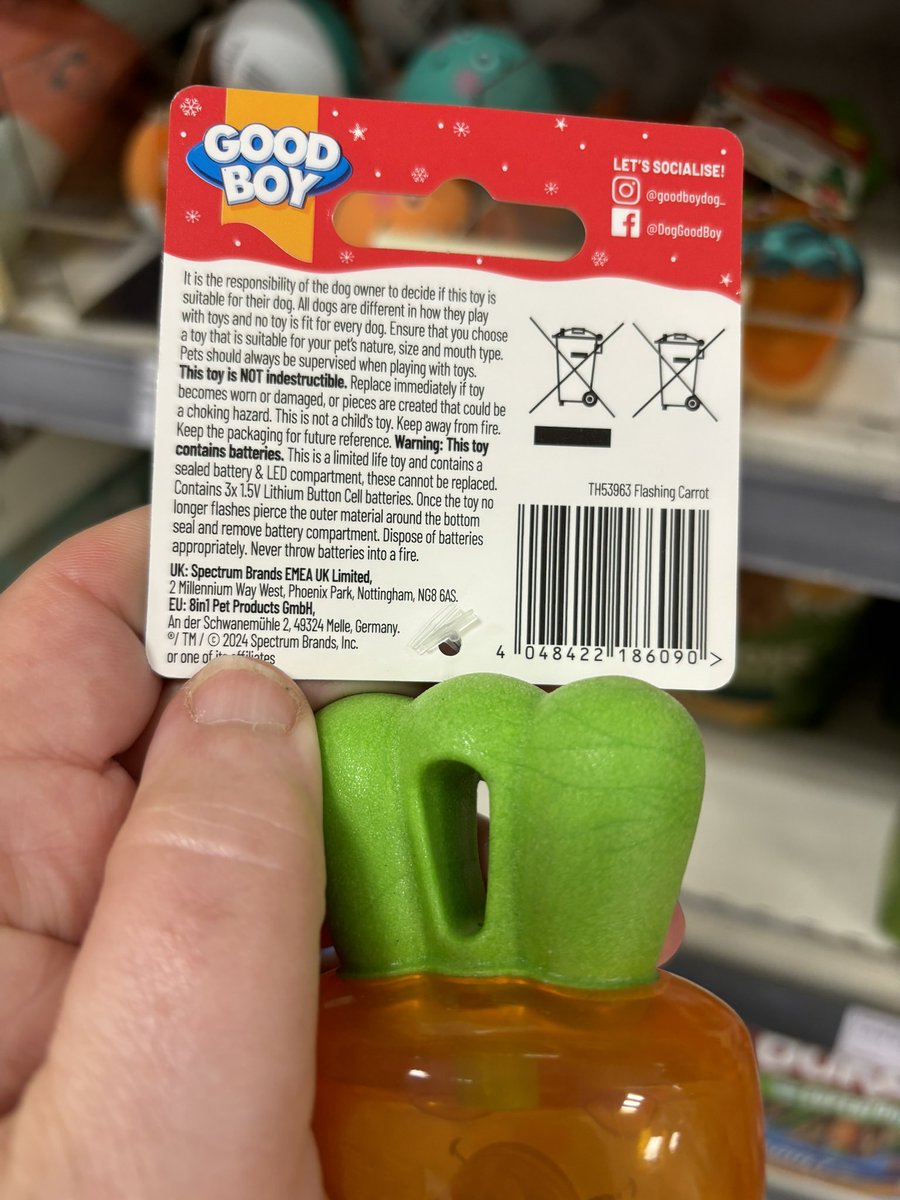 GOOD
BOY
LET'S SOCIALISE!
@goodboydog_
@DogGoodBoy
It is the responsibility of the dog owner to decide if this toy is
suitable for their dog. All dogs are different in how they play
with toys and no toy is fit for every dog. Ensure that you choose
a toy that is suitable for your pet's nature, size and mouth type.
Pets should always be supervised when playing with toys.
This toy is NOT indestructible. Replace immediately if toy
becomes worn or damaged, or pieces are created that could be
a choking hazard. This is not a child's toy. Keep away from fire.
Keep the packaging for future reference. Warning: This toy
contains batteries. This is a limited life toy and contains a
sealed battery & LED compartment, these cannot be replaced.
Contains 3x 1.5V Lithium Button Cell batteries. Once the toy no
longer flashes pierce the outer material around the bottom
seal and remove battery compartment. Dispose of batteries
appropriately. Never throw batteries into a fire.
UK: Spectrum Brands EMEA UK Limited,
2 Millennium Way West, Phoenix Park, Nottingham, NG8 6AS.
EU: 8in1 Pet Products GmbH,
An der Schwanemühle 2, 49324 Melle, Germany.
®/ TM / © 2024 Spectrum Brands, Inc.
or one of its affiliates
TH53963 Flashing Carrot
4 048422 186090 >